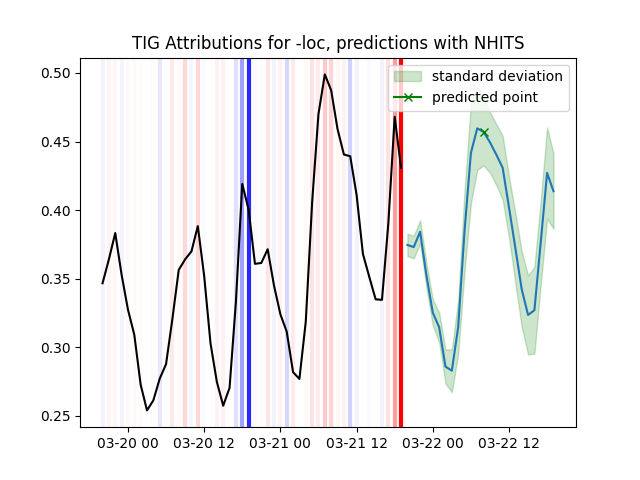 TIG Attributions for -loc, predictions with NHITS
standard deviation
predicted point
0.50
0.45
0.40
0.35
0.30
0.25
03-20 00 03-20 12 03-21 00 03-21 12 03-22 00 03-22 12